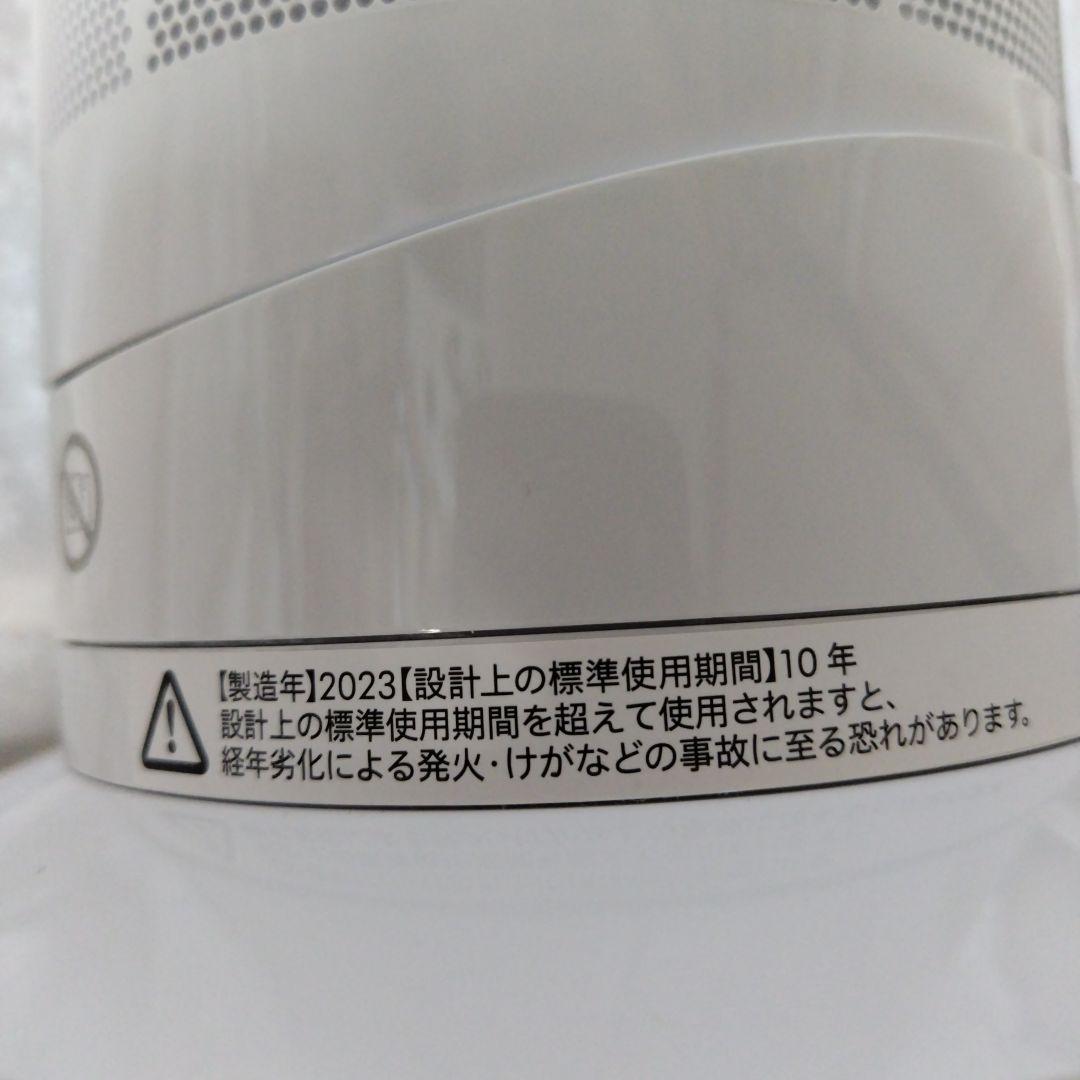 【製造年】2023【設計上の標準使用期間】10 年
設計上の標準使用期間を超えて使用されますと、
経年劣化による発火・けがなどの事故に至る恐れがあります。